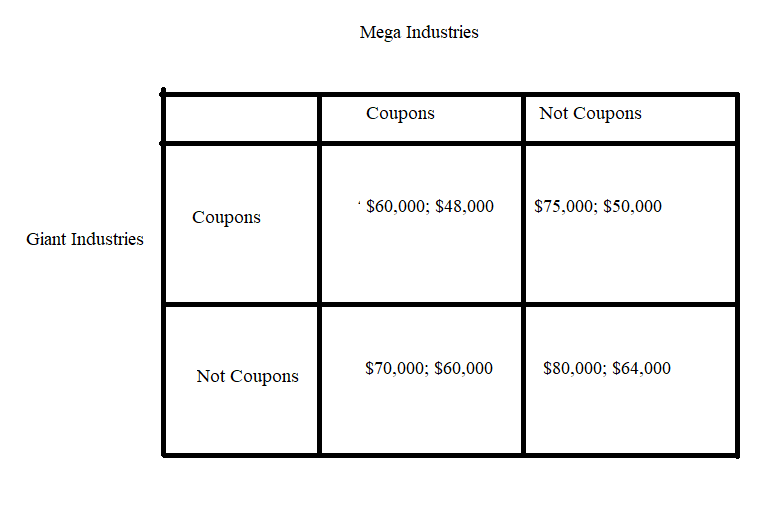 Mega Industries
Coupons Not Coupons
Coupons $60,000; $48,000 $75,000; $50,000
Giant Industries
Not Coupons $70,000; $60,000 $80,000; $64,000